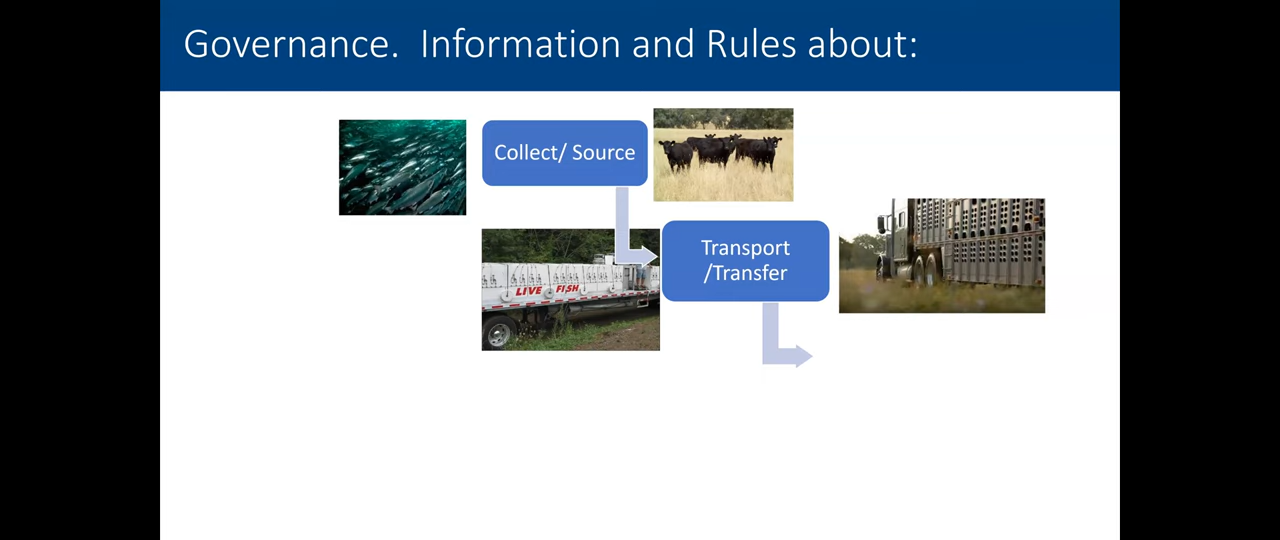 Governance. Information and Rules about:
Collect/ Source
Transport
/Transfer
LIVE FISH